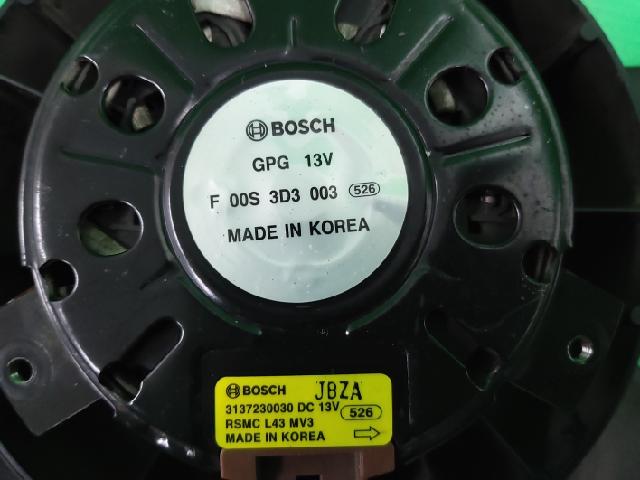 BOSCH
GPG 13V
F 00S 3D3 003 526
MADE IN KOREA
BOSCH JBZA
3137230030 DC 13V 526
RSMC L43 MV3
MADE IN KOREA